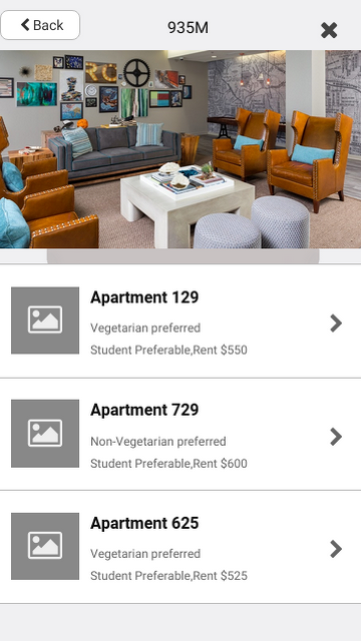 Back
935M
Apartment 129
Vegetarian preferred
Student Preferable,Rent $550
Apartment 729
Non-Vegetarian preferred
Student Preferable,Rent $600
Apartment 625
Vegetarian preferred
Student Preferable,Rent $525